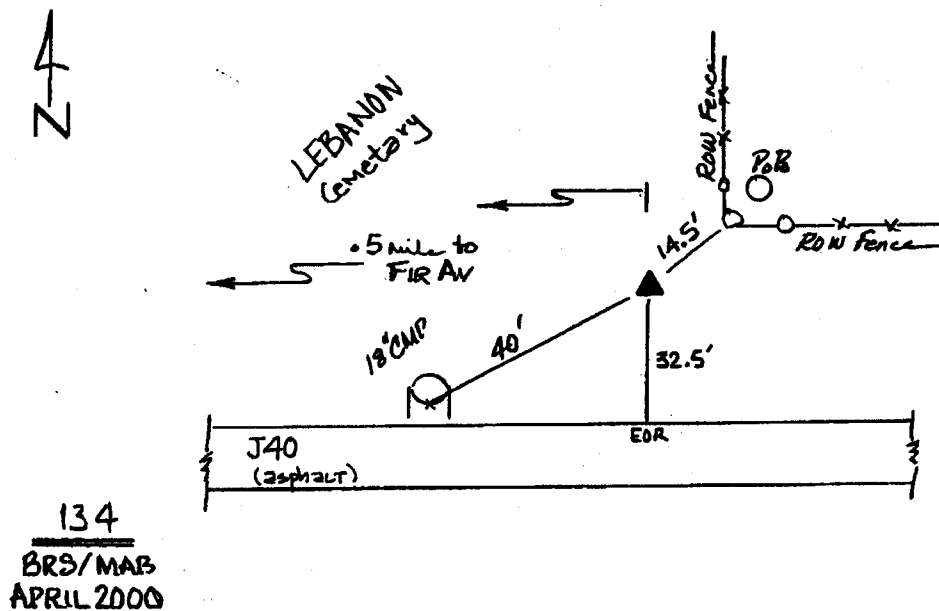 N
LEBANON
Cemetary
ROW Fence
P.P.
ROW Fence
14.5'
.5 mile to
FIR AV
18" CMP
40'
32.5'
EOR
J40
(asphalt)
134
BRS/MAB
APRIL 2000